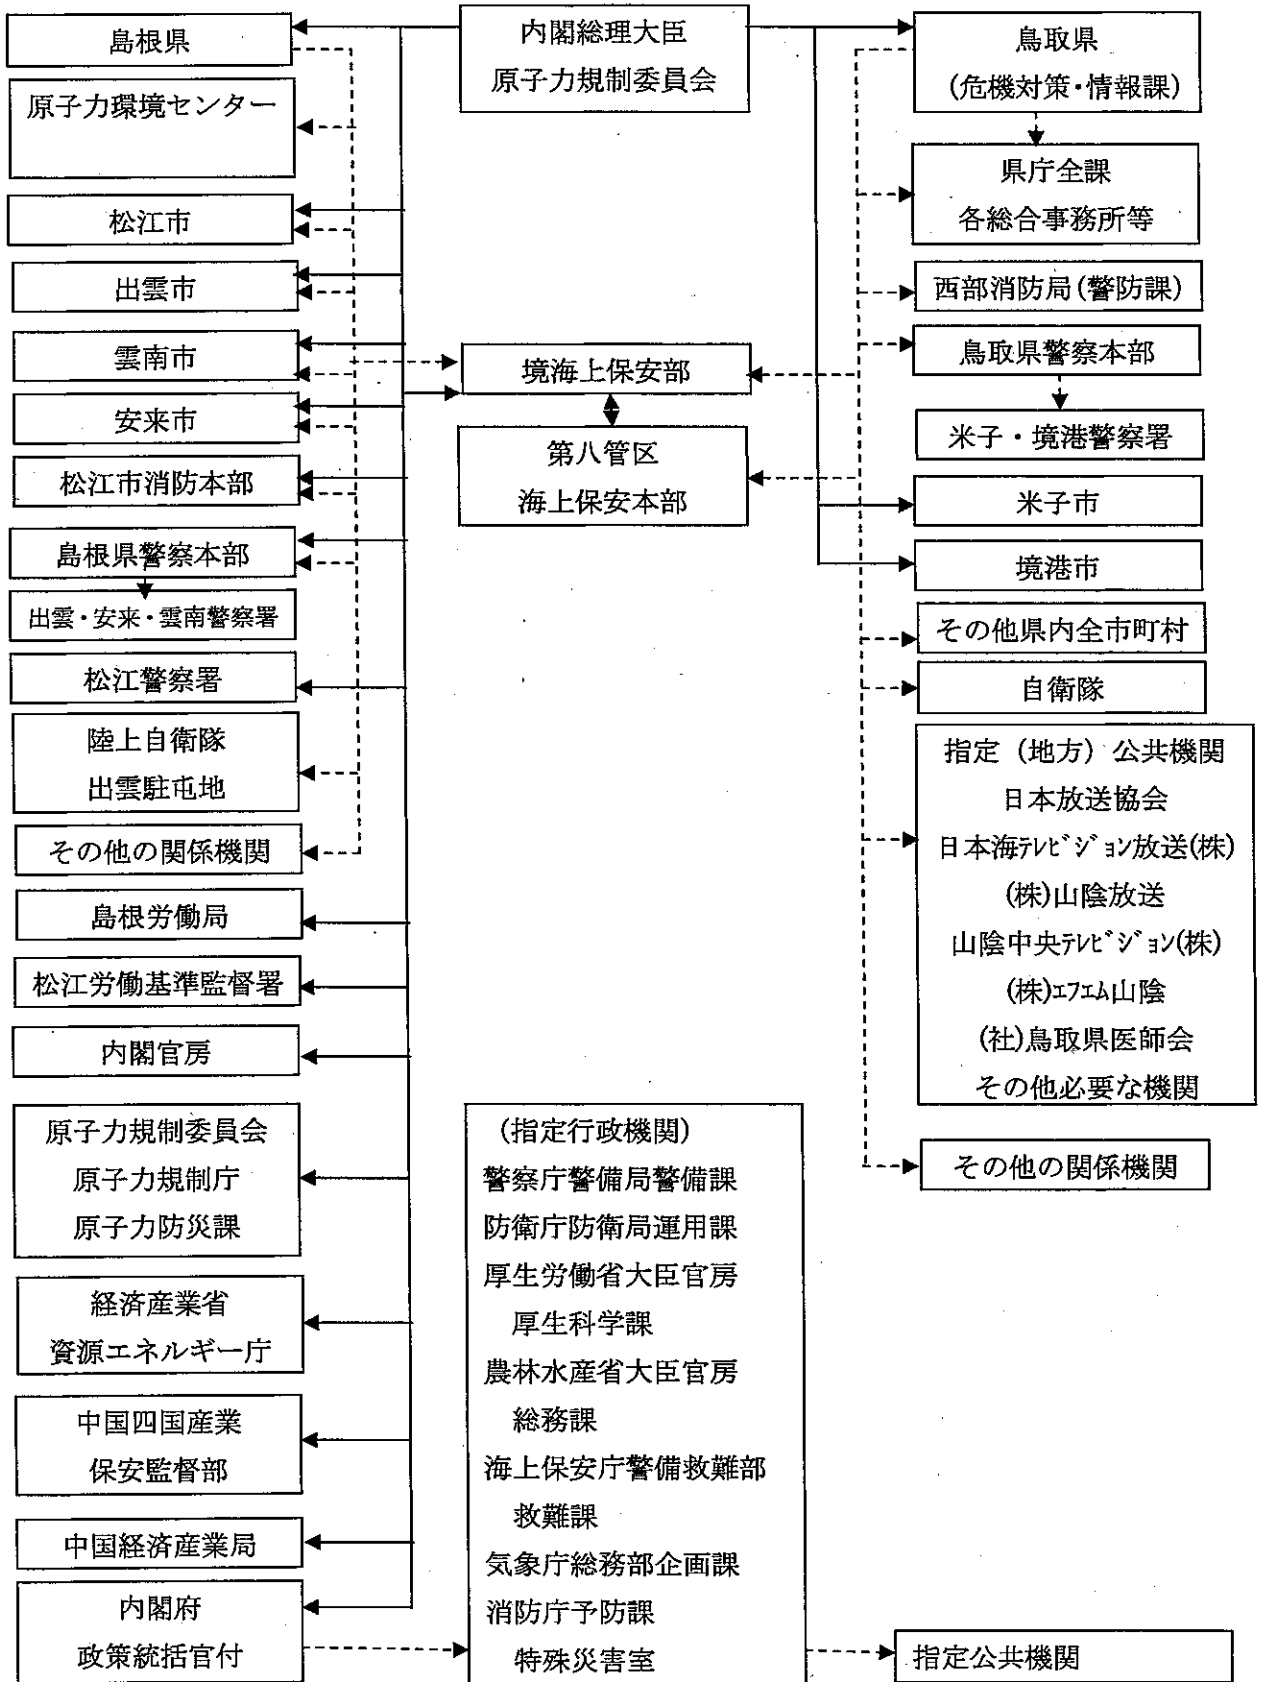 島根県
原子力環境センター
松江市
出雲市
雲南市
安来市
松江市消防本部
島根県警察本部
出雲・安来・雲南警察署
松江警察署
陸上自衛隊
出雲駐屯地
その他の関係機関
島根労働局
松江労働基準監督署
内閣官房
原子力規制委員会
原子力規制庁
原子力防災課
経済産業省
資源エネルギー庁
中国四国産業
保安監督部
中国経済産業局
内閣府
政策統括官付
内閣総理大臣
原子力規制委員会
境海上保安部
第八管区
海上保安本部
(指定行政機関)
警察庁警備局警備課
防衛庁防衛局運用課
厚生労働省大臣官房
厚生科学課
農林水産省大臣官房
総務課
海上保安庁警備救難部
救難課
気象庁総務部企画課
消防庁予防課
特殊災害室
鳥取県
(危機対策・情報課)
県庁全課
各総合事務所等
西部消防局(警防課)
鳥取県警察本部
米子・境港警察署
米子市
境港市
その他県内全市町村
自衛隊
指定（地方）公共機関
日本放送協会
日本海ﾃﾚﾋﾞｼﾞｮﾝ放送(株)
(株)山陰放送
山陰中央ﾃﾚﾋﾞｼﾞｮﾝ(株)
(株)ｴﾌｴﾑ山陰
(社)鳥取県医師会
その他必要な機関
その他の関係機関
指定公共機関